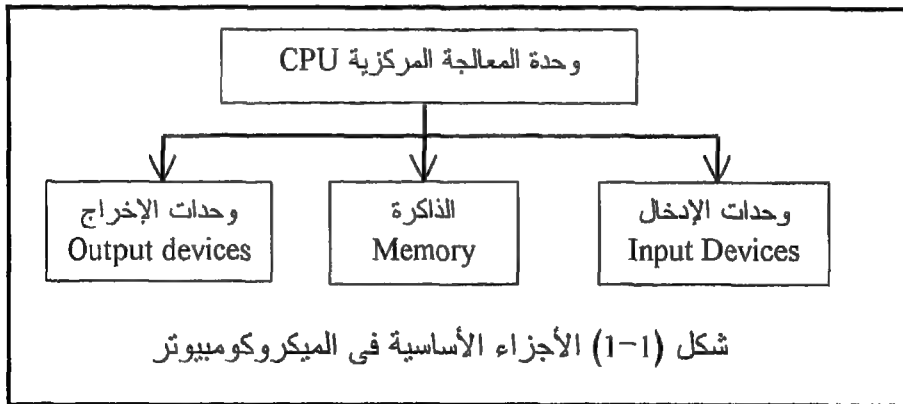 وحدة المعالجة المركزية CPU
وحدات الإدخال
Input Devices
الذاكرة
Memory
وحدات الإخراج
Output devices
شكل (1-1) الأجزاء الأساسية فى الميكروكومبيوتر